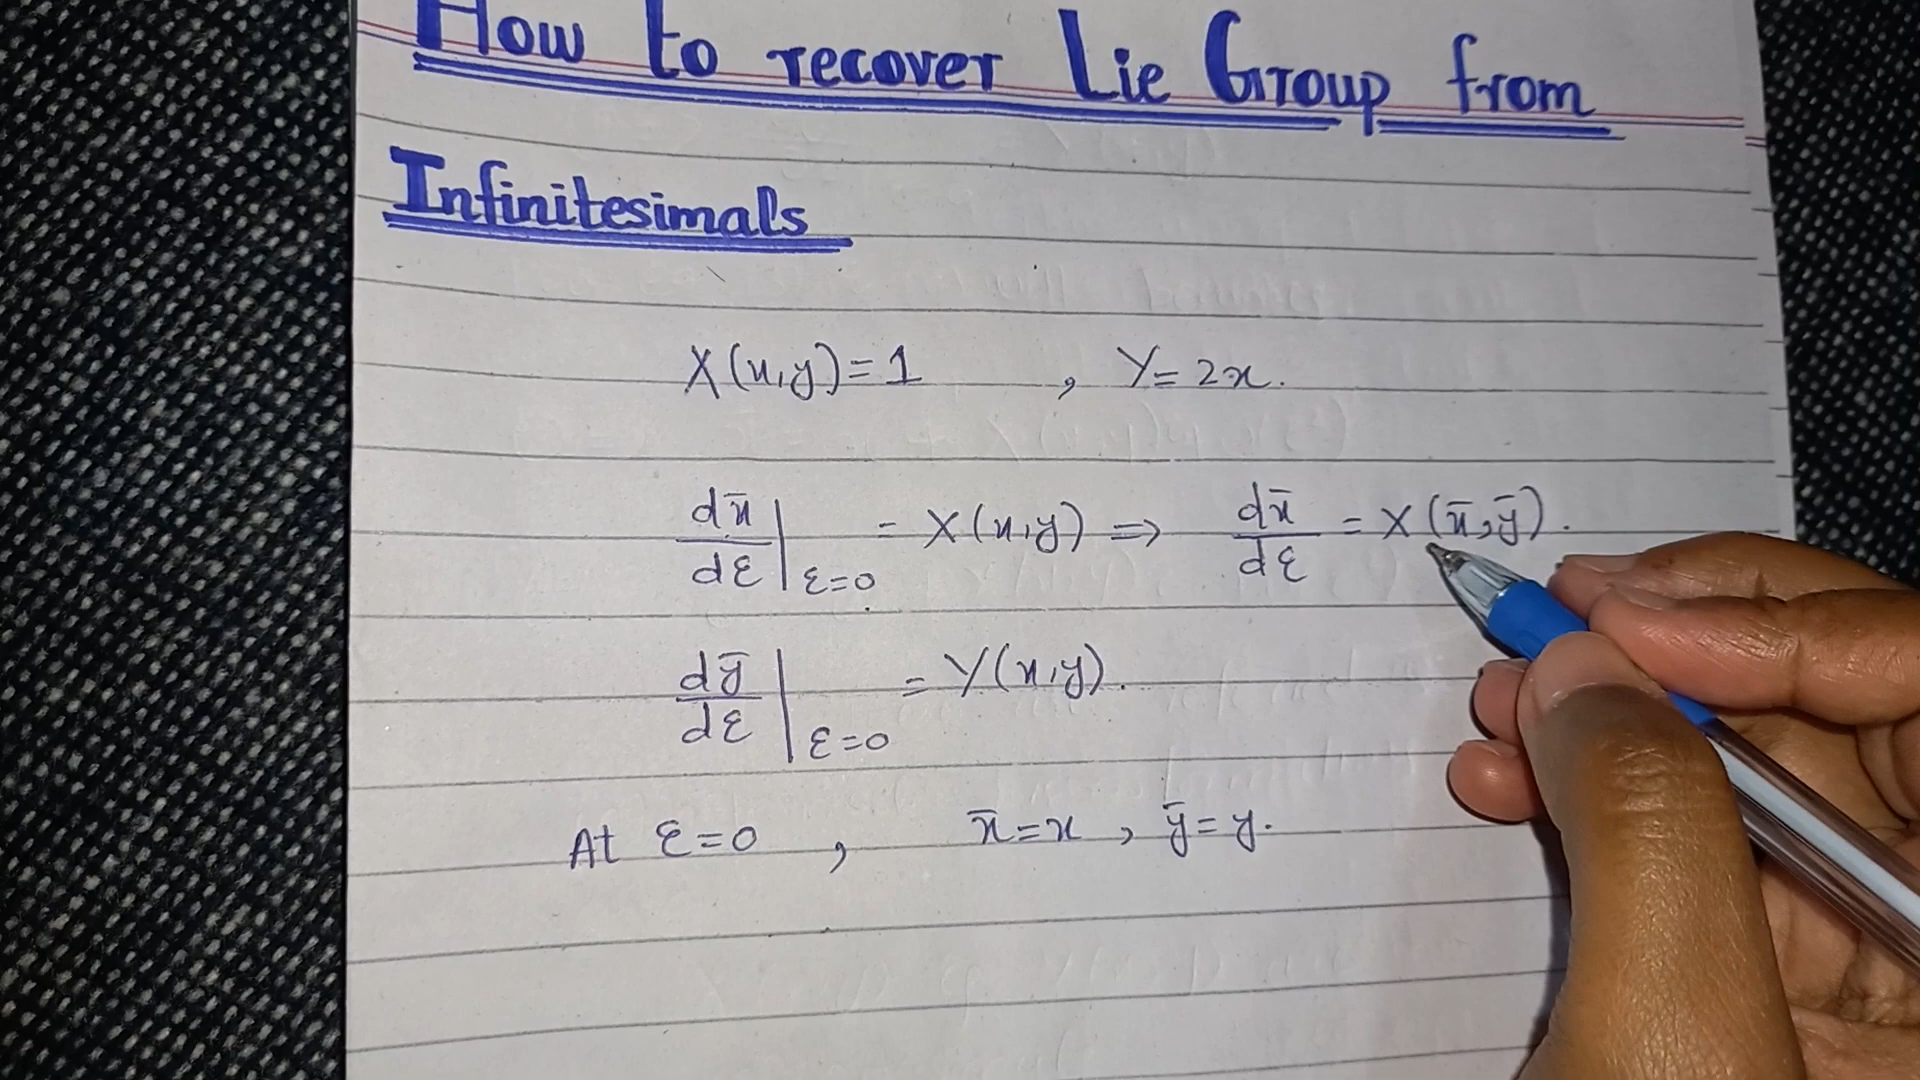 How to recover Lie Group from
Infinitesimals
X(x,y)=1 , Y=2x.
dx̄/dε |ε=0 = X(x,y) ⇒ dx̄/dε = X(x̄,ȳ).
dȳ/dε |ε=0 = Y(x,y).
At ε=0 , x̄=x , ȳ=y.